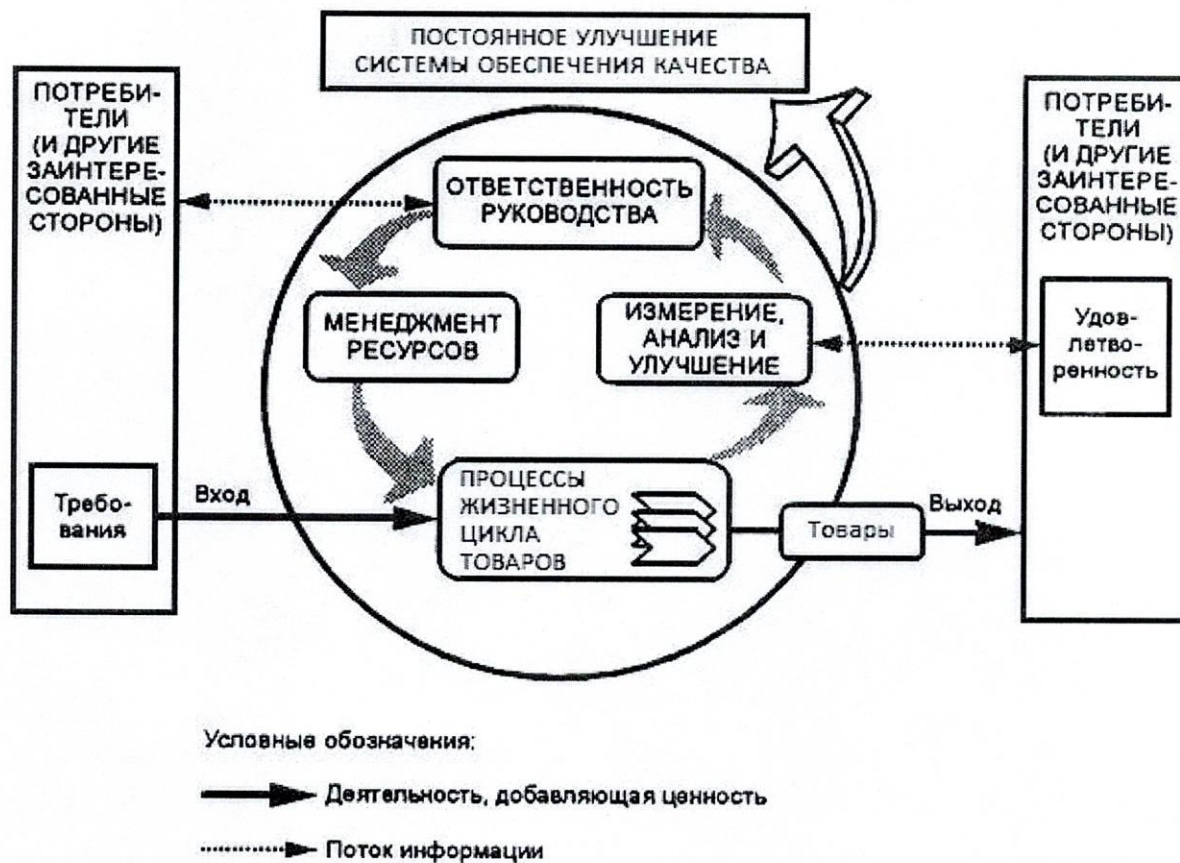 ПОСТОЯННОЕ УЛУЧШЕНИЕ
СИСТЕМЫ ОБЕСПЕЧЕНИЯ КАЧЕСТВА
ПОТРЕБИ-
ТЕЛИ
(И ДРУГИЕ
ЗАИНТЕРЕ-
СОВАННЫЕ
СТОРОНЫ)
Требо-
вания
Вход
ОТВЕТСТВЕННОСТЬ
РУКОВОДСТВА
МЕНЕДЖМЕНТ
РЕСУРСОВ
ИЗМЕРЕНИЕ,
АНАЛИЗ И
УЛУЧШЕНИЕ
ПРОЦЕССЫ
ЖИЗНЕННОГО
ЦИКЛА
ТОВАРОВ
Товары
Выход
ПОТРЕБИ-
ТЕЛИ
(И ДРУГИЕ
ЗАИНТЕРЕ-
СОВАННЫЕ
СТОРОНЫ)
Удов-
летво-
ренность
Условные обозначения:
Деятельность, добавляющая ценность
Поток информации